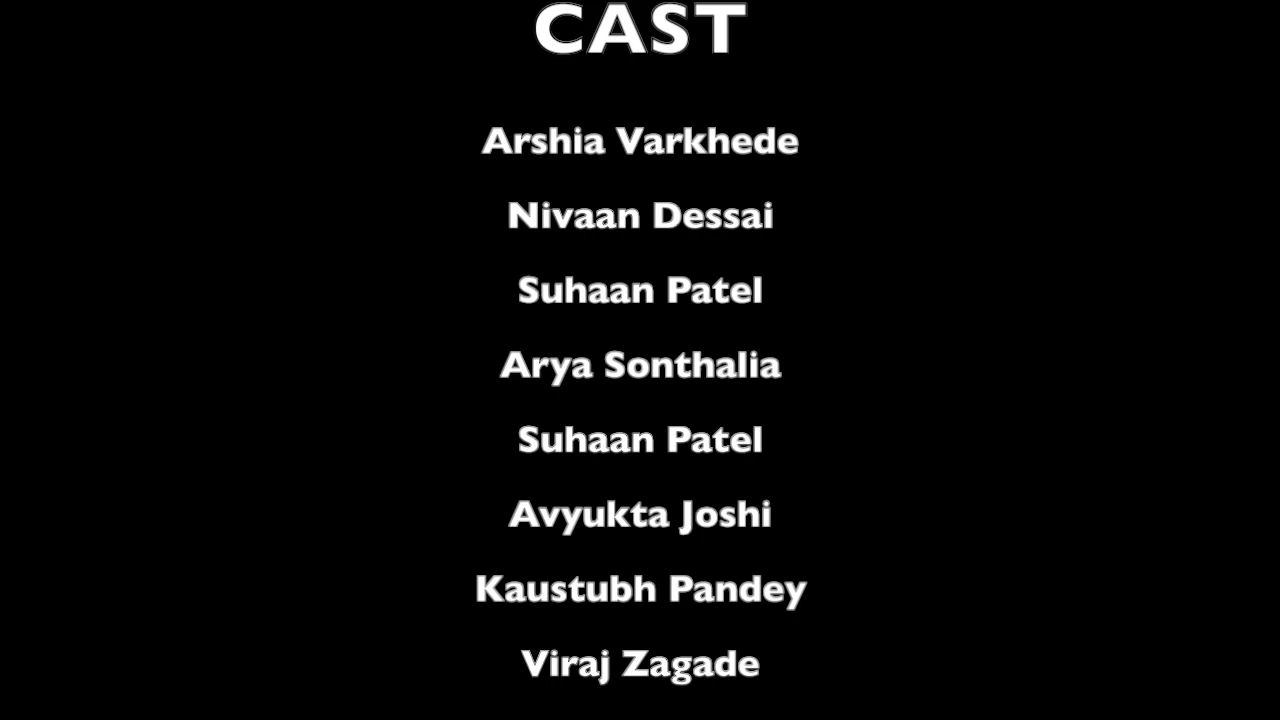 CAST
Arshia Varkhede
Nivaan Dessai
Suhaan Patel
Arya Sonthalia
Suhaan Patel
Avyukta Joshi
Kaustubh Pandey
Viraj Zagade